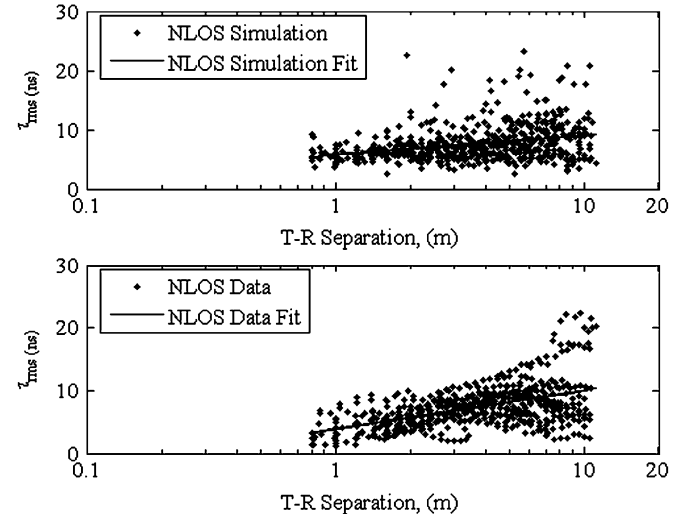 30
20
10
0
τrms (ns)
NLOS Simulation
NLOS Simulation Fit
0.1
1
10
20
T-R Separation, (m)
30
20
10
0
τrms (ns)
NLOS Data
NLOS Data Fit
0.1
1
10
20
T-R Separation, (m)